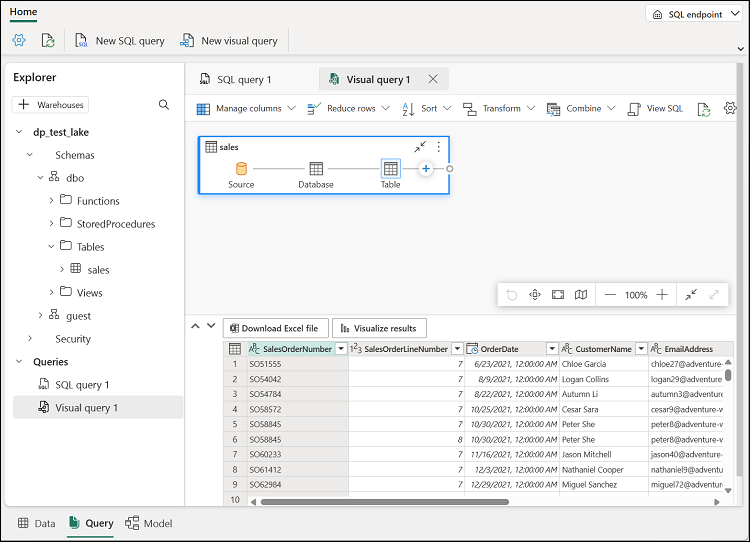 Home
SQL endpoint
New SQL query
New visual query
Explorer
+ Warehouses
dp_test_lake
Schemas
dbo
Functions
StoredProcedures
Tables
sales
Views
guest
Security
Queries
SQL query 1
Visual query 1
SQL query 1
Visual query 1
Manage columns
Reduce rows
Sort
Transform
Combine
View SQL
sales
Source
Database
Table
100%
Download Excel file
Visualize results
SalesOrderNumber SalesOrderLineNumber OrderDate CustomerName EmailAddress
1 SO51555 7 6/23/2021, 12:00:00 AM Chloe Garcia chloe27@adventure-
2 SO54042 7 8/9/2021, 12:00:00 AM Logan Collins logan29@adventure-
3 SO54784 7 8/22/2021, 12:00:00 AM Autumn Li autumn3@adventure
4 SO58572 7 10/25/2021, 12:00:00 AM Cesar Sara cesar9@adventure-w
5 SO58845 7 10/30/2021, 12:00:00 AM Peter She peter8@adventure-w
6 SO58845 8 10/30/2021, 12:00:00 AM Peter She peter8@adventure-w
7 SO60233 7 11/16/2021, 12:00:00 AM Jason Mitchell jason40@adventure-
8 SO61412 7 12/3/2021, 12:00:00 AM Nathaniel Cooper nathaniel9@adventur
9 SO62984 7 12/29/2021, 12:00:00 AM Miguel Sanchez miguel72@adventure
10
Data
Query
Model